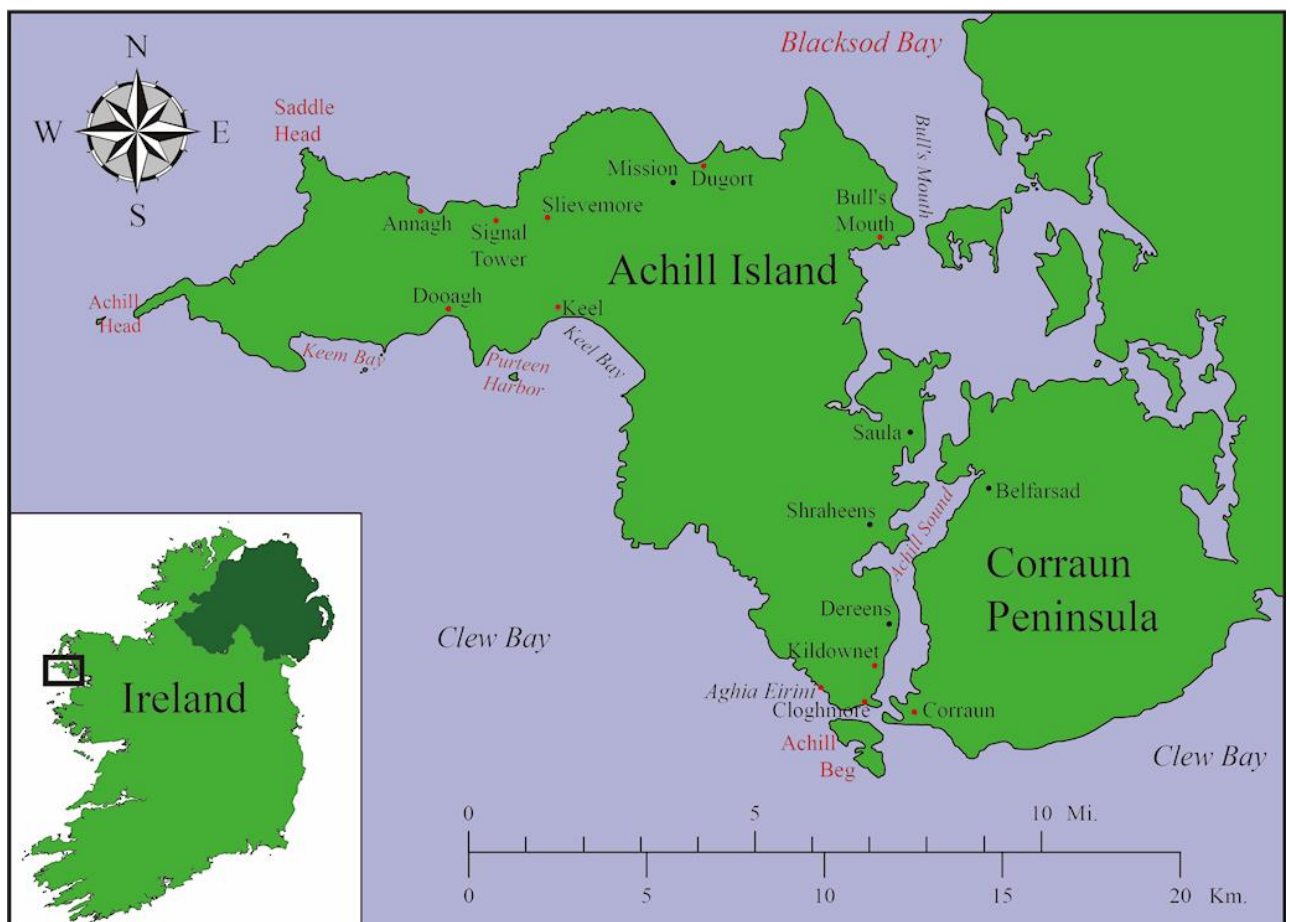 Blacksod Bay
N
W
E
S
Saddle
Head
Bull's Mouth
Mission
Dugort
Annagh
Signal
Tower
Slievemore
Bull's
Mouth
Achill Island
Achill
Head
Dooagh
Keel
Keem Bay
Purteen
Harbor
Keel Bay
Saula
Belfarsad
Shraheens
Achill Sound
Corraun
Peninsula
Dereens
Clew Bay
Kildownet
Aghia Eirini
Cloghmore
Corraun
Achill
Beg
Clew Bay
Ireland
0 5 10 Mi.
0 5 10 15 20 Km.